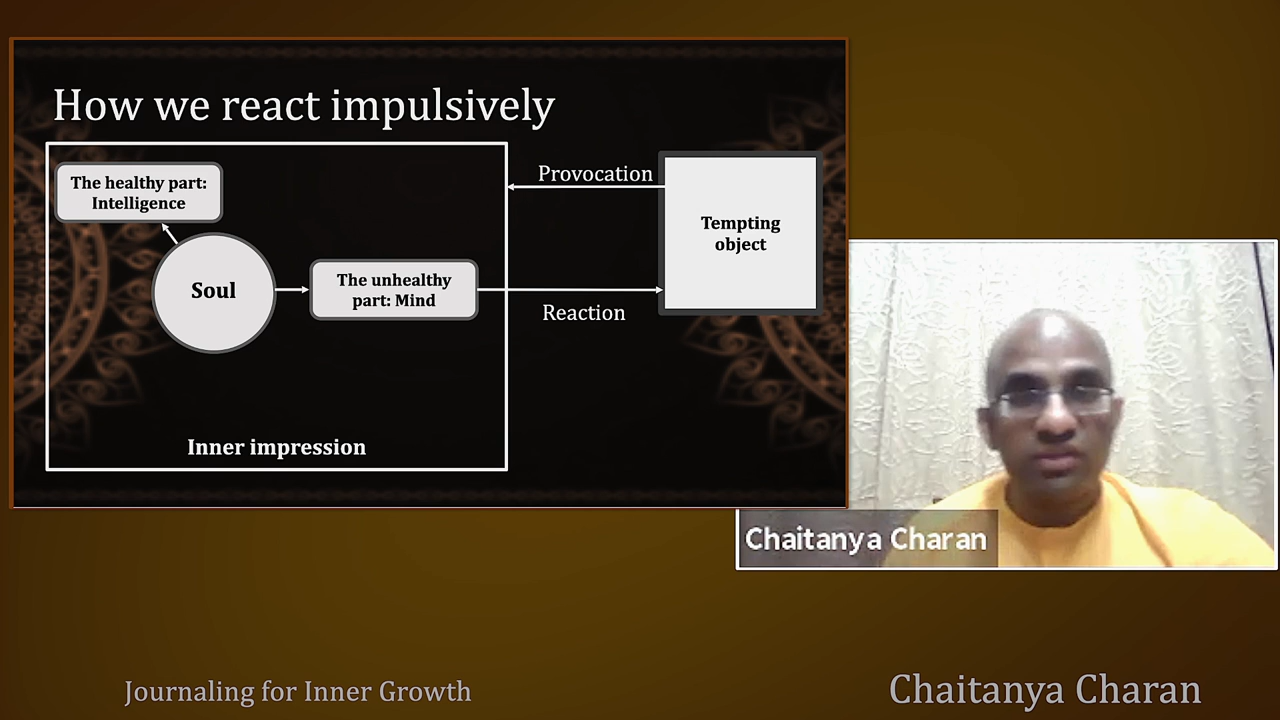 How we react impulsively
The healthy part:
Intelligence
Soul
The unhealthy
part: Mind
Inner impression
Provocation
Reaction
Tempting
object
Chaitanya Charan
Journaling for Inner Growth
Chaitanya Charan